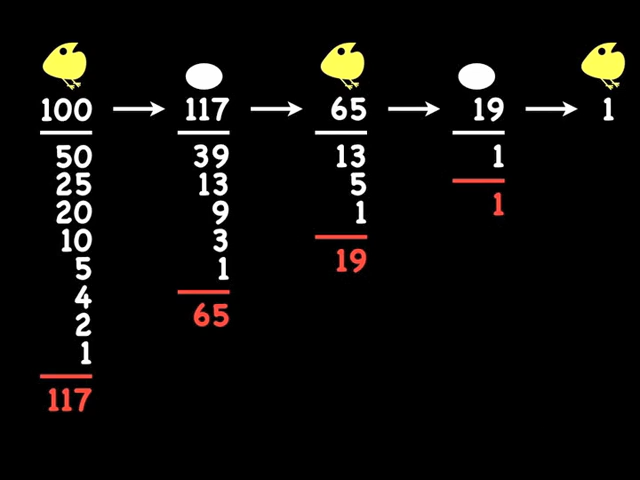 100 → 117 → 65 → 19 → 1
50 39 13 1
25 13 5 1
20 9 1
10 3 19
5 1
4 65
2
1
117